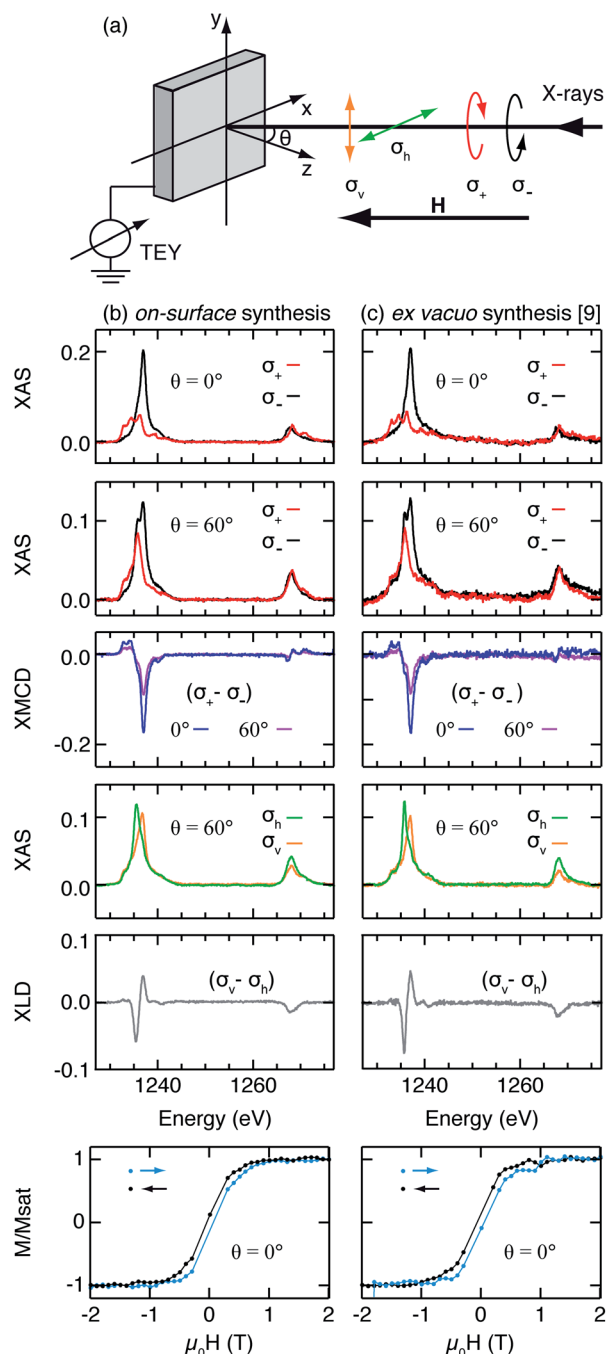 (a)
y
x
θ
z
σᵥ
σₕ
σ₊
σ₋
X-rays
H
TEY
(b) on-surface synthesis
(c) ex vacuo synthesis [9]
XAS
0.2
0.0
θ = 0°
σ₊
σ₋
θ = 0°
σ₊
σ₋
XAS
0.1
0.0
θ = 60°
σ₊
σ₋
θ = 60°
σ₊
σ₋
XMCD
0.0
-0.2
(σ₊- σ₋)
0° 60°
(σ₊- σ₋)
0° 60°
XAS
0.1
0.0
θ = 60°
σₕ
σᵥ
θ = 60°
σₕ
σᵥ
XLD
0.1
0.0
-0.1
(σᵥ- σₕ)
(σᵥ- σₕ)
1240 1260
1240 1260
Energy (eV)
Energy (eV)
M/Msat
1
0
-1
θ = 0°
1
0
-1
θ = 0°
-2 -1 0 1 2
-2 -1 0 1 2
μ₀H (T)
μ₀H (T)